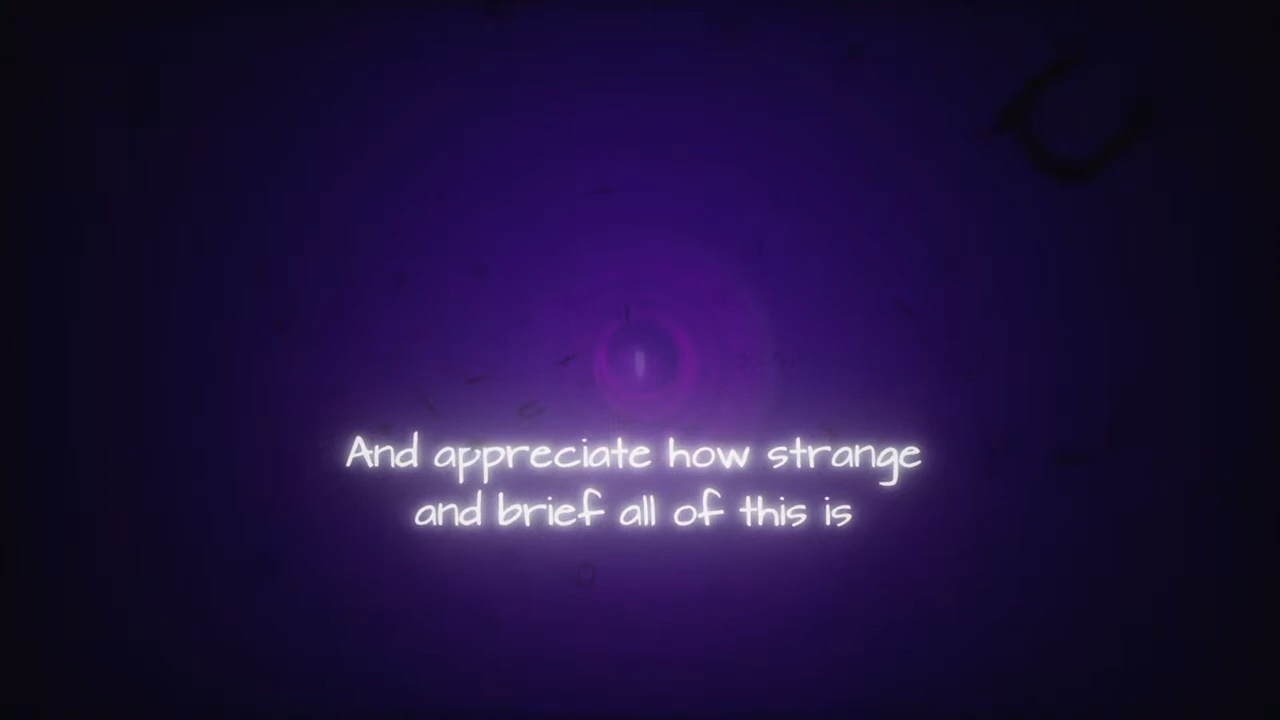 And appreciate how strange
and brief all of this is